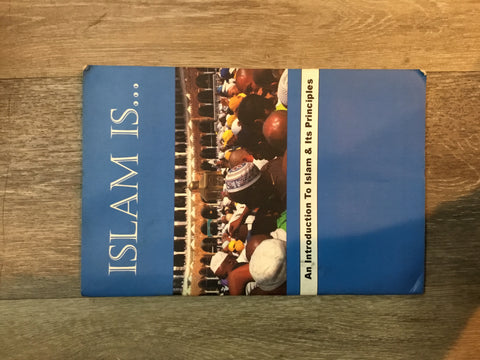 ISLAM IS...
An Introduction To Islam & Its Principles